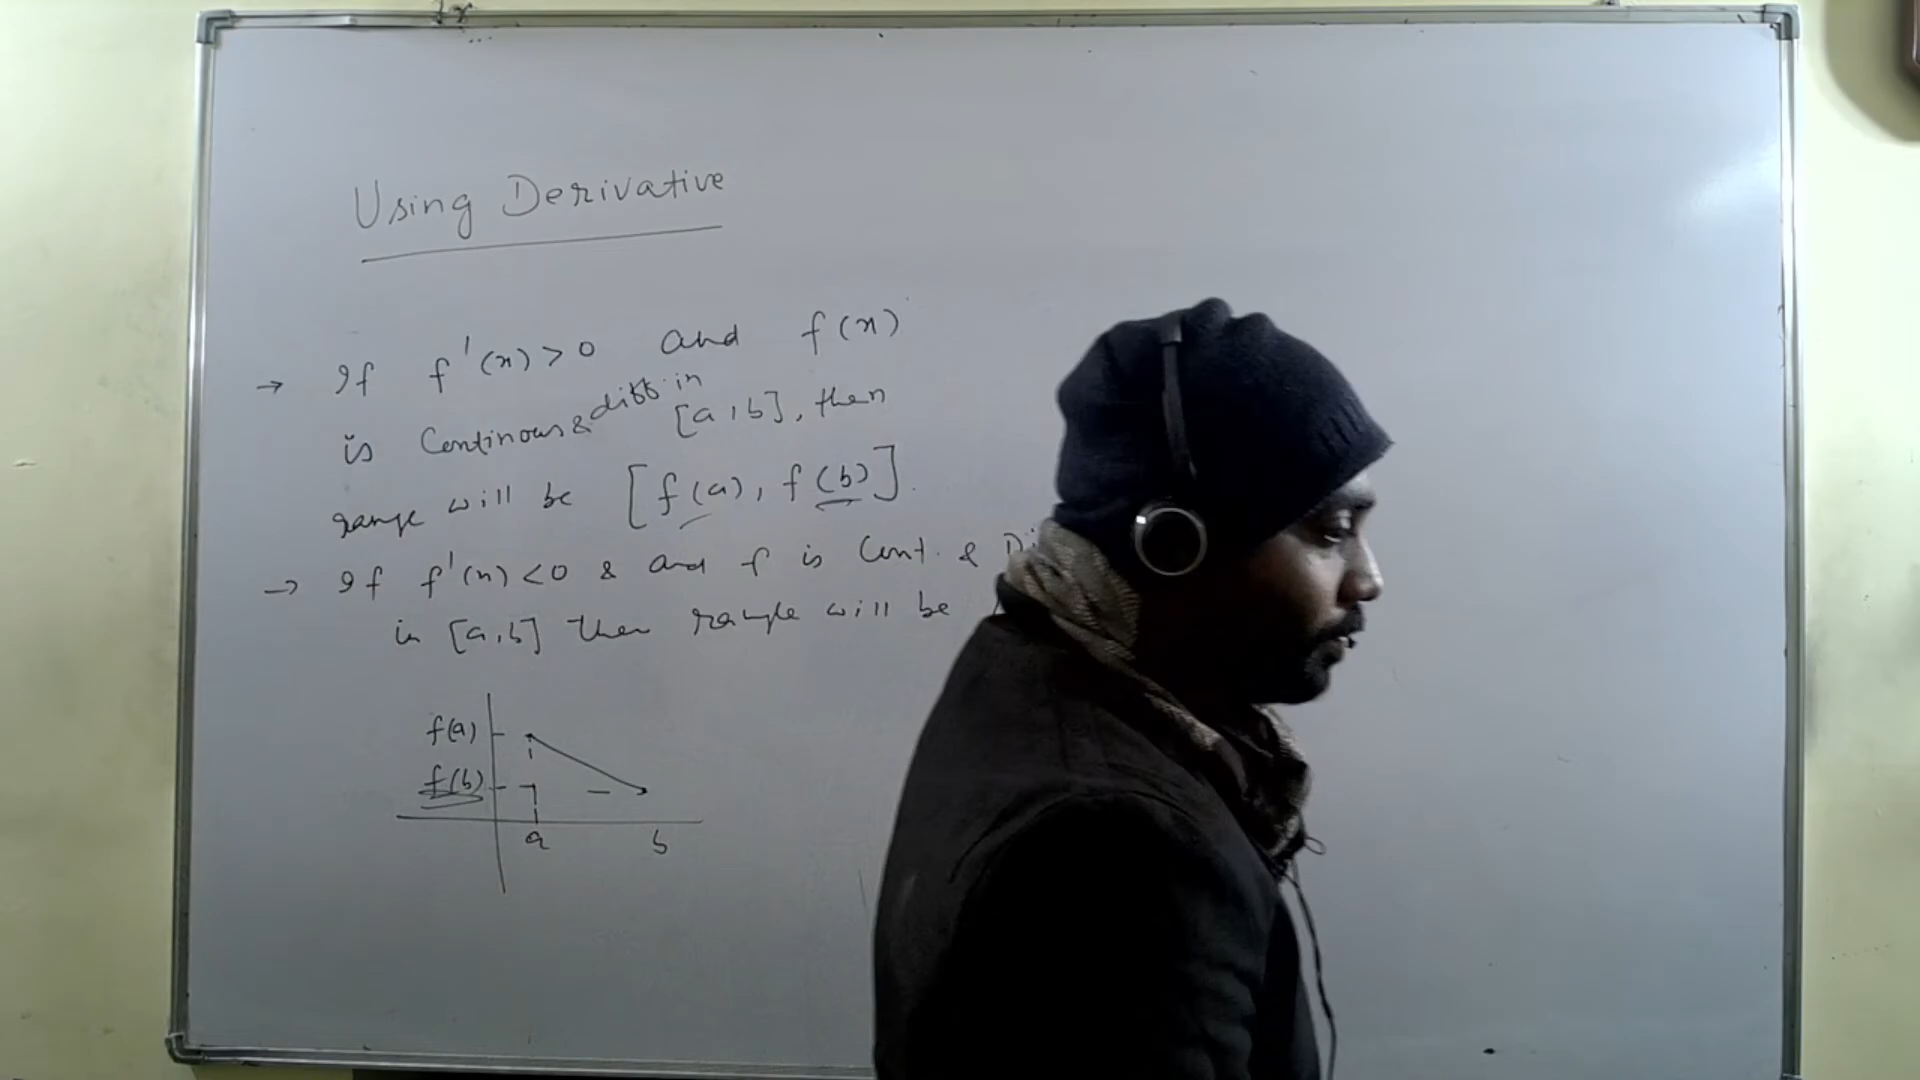 Using Derivative
→ If f'(x) > 0 and f(x)
is Continous & diff. in [a, b], then
range will be [f(a), f(b)].
→ If f'(x) < 0 & and f is Cont. & Di
in [a, b] then range will be
f(a)
f(b)
a b